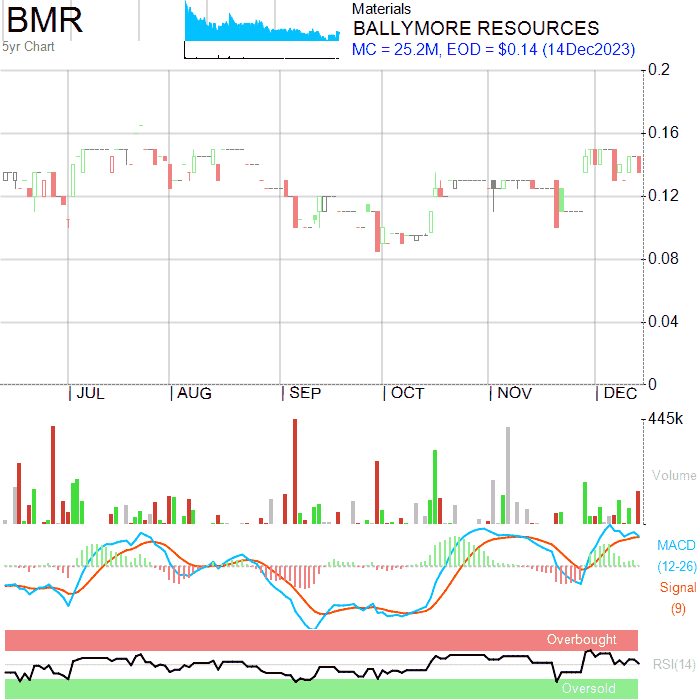 BMR
5yr Chart
Materials
BALLYMORE RESOURCES
MC = 25.2M, EOD = $0.14 (14Dec2023)
0.2
0.16
0.12
0.08
0.04
0
JUL AUG SEP OCT NOV DEC
445k
Volume
MACD
(12-26)
Signal
(9)
Overbought
RSI(14)
Oversold